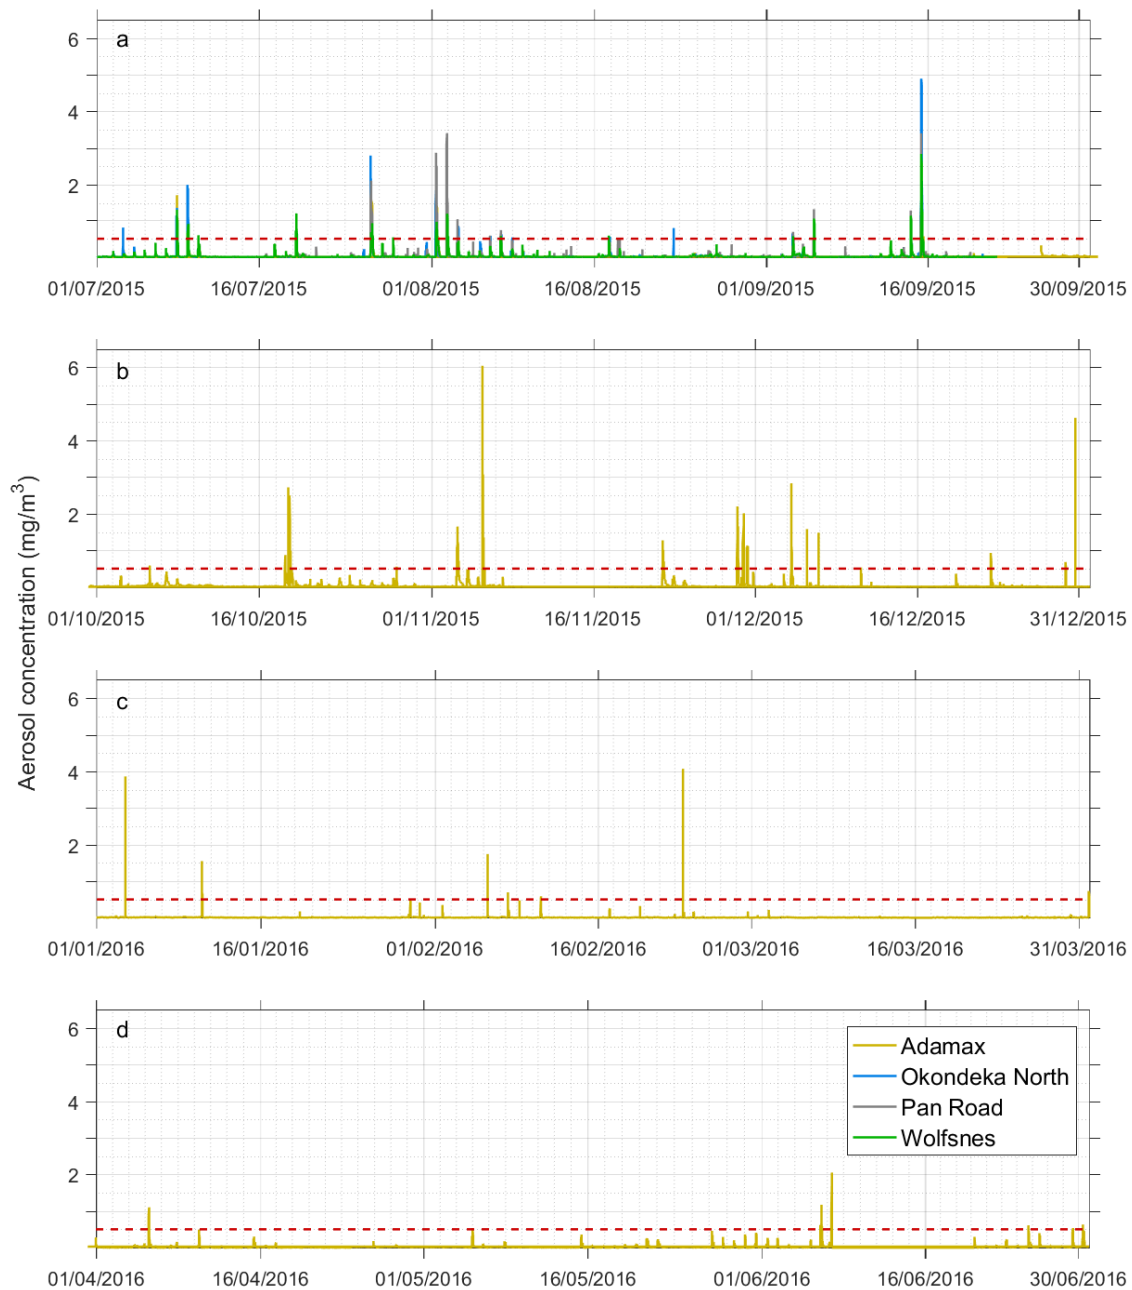 a
6
4
2
01/07/2015 16/07/2015 01/08/2015 16/08/2015 01/09/2015 16/09/2015 30/09/2015
b
6
4
2
01/10/2015 16/10/2015 01/11/2015 16/11/2015 01/12/2015 16/12/2015 31/12/2015
Aerosol concentration (mg/m³)
c
6
4
2
01/01/2016 16/01/2016 01/02/2016 16/02/2016 01/03/2016 16/03/2016 31/03/2016
d
6
4
2
Adamax
Okondeka North
Pan Road
Wolfsnes
01/04/2016 16/04/2016 01/05/2016 16/05/2016 01/06/2016 16/06/2016 30/06/2016